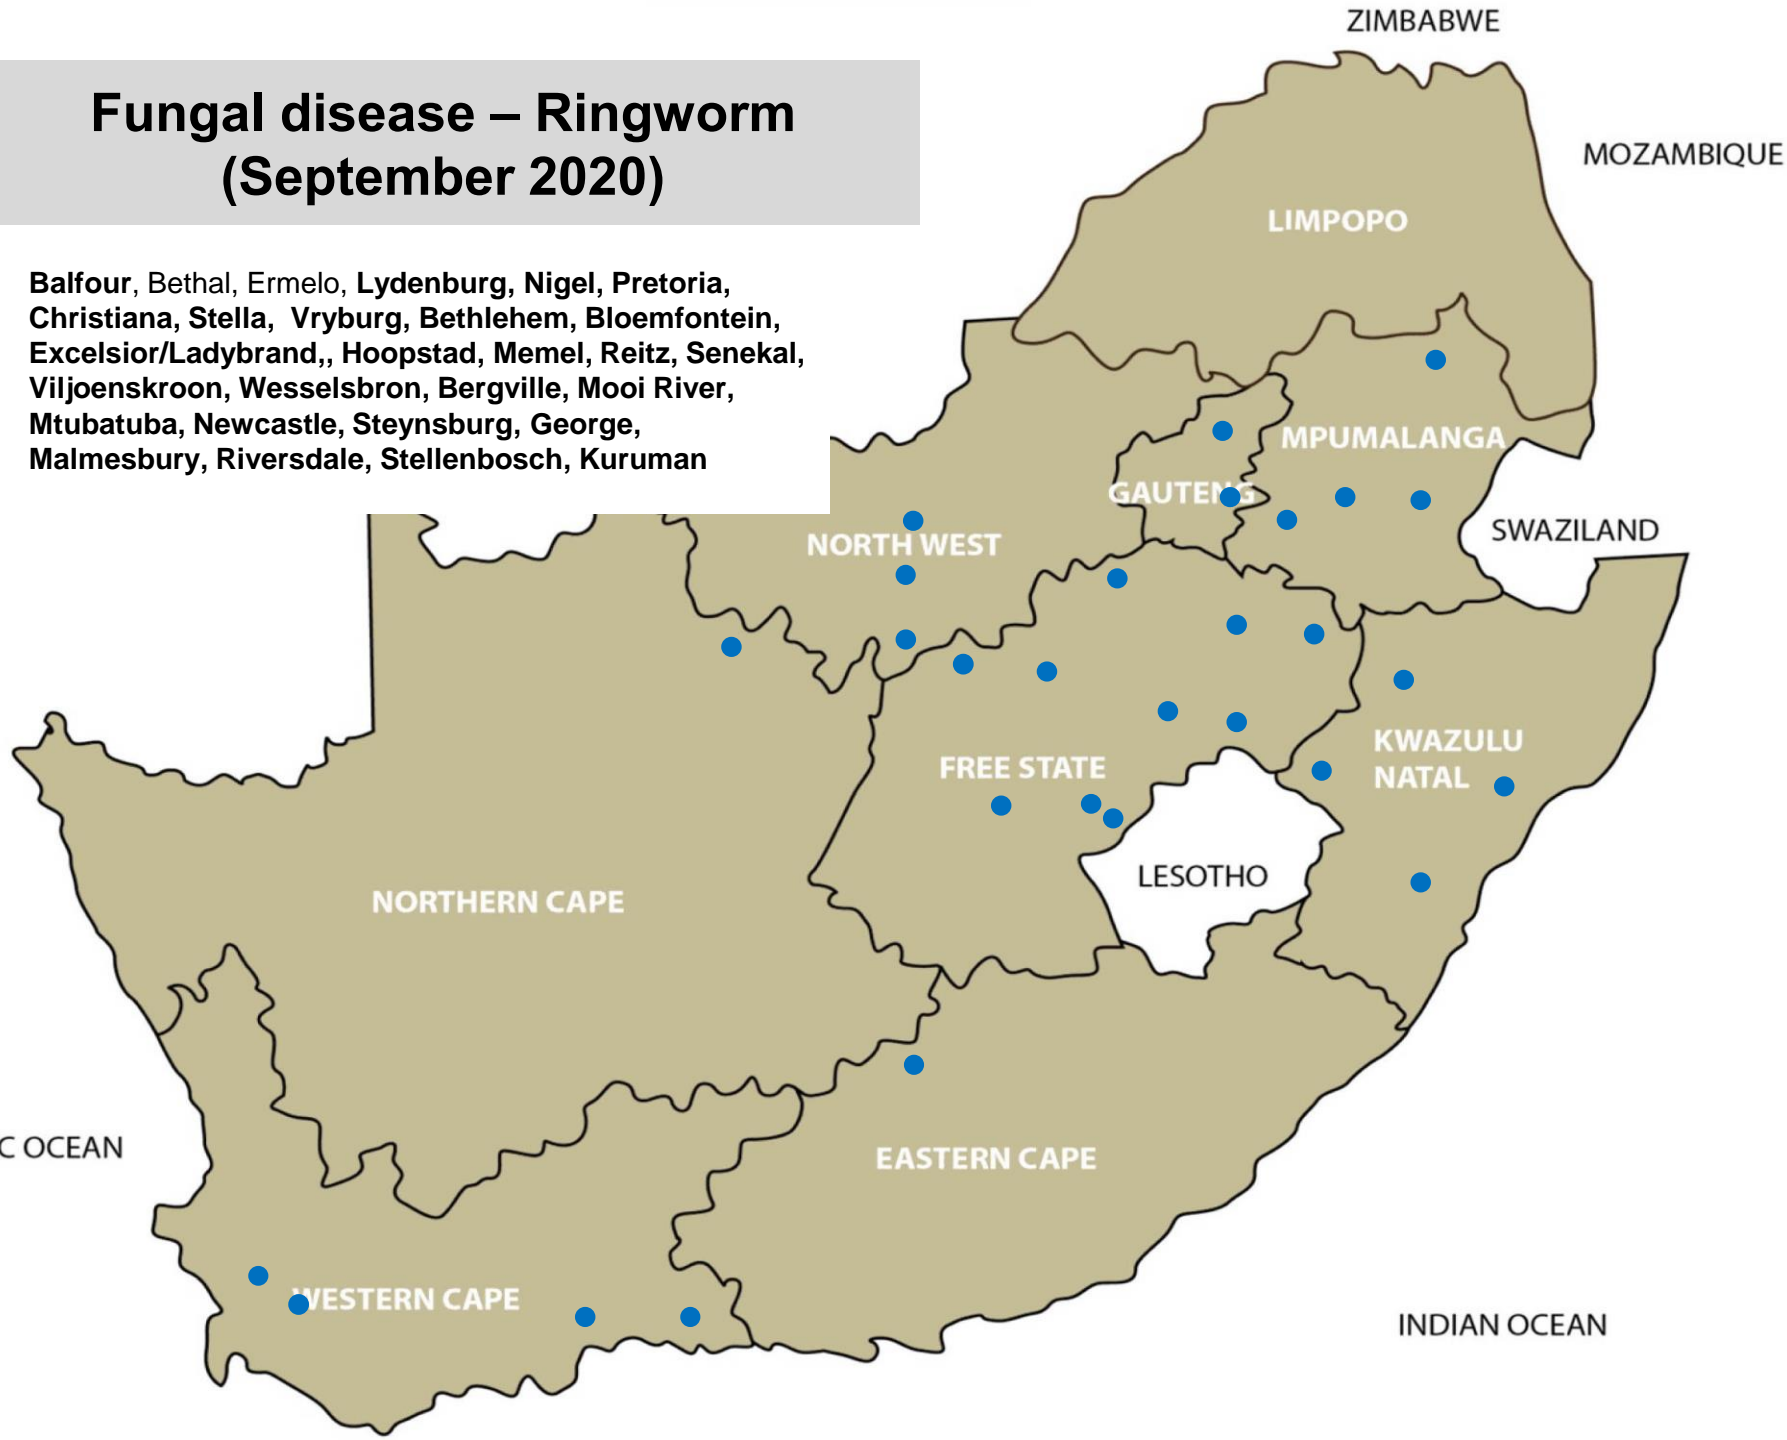 ZIMBABWE
Fungal disease – Ringworm
(September 2020)
MOZAMBIQUE
LIMPOPO
Balfour, Bethal, Ermelo, Lydenburg, Nigel, Pretoria,
Christiana, Stella, Vryburg, Bethlehem, Bloemfontein,
Excelsior/Ladybrand,, Hoopstad, Memel, Reitz, Senekal,
Viljoenskroon, Wesselsbron, Bergville, Mooi River,
Mtubatuba, Newcastle, Steynsburg, George,
Malmesbury, Riversdale, Stellenbosch, Kuruman
MPUMALANGA
GAUTENG
SWAZILAND
NORTH WEST
KWAZULU
NATAL
FREE STATE
LESOTHO
NORTHERN CAPE
C OCEAN
EASTERN CAPE
WESTERN CAPE
INDIAN OCEAN